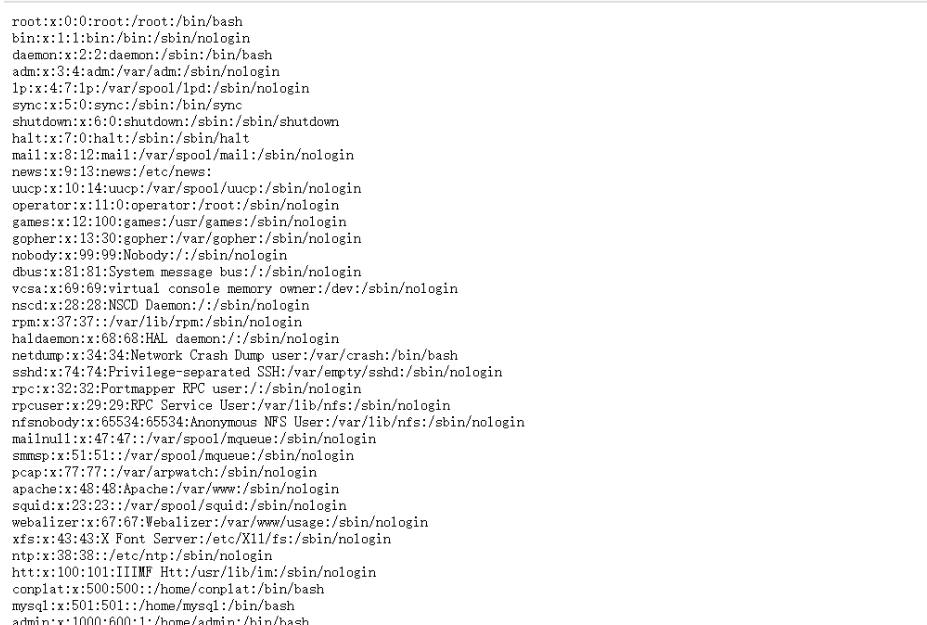 root:x:0:0:root:/root:/bin/bash
bin:x:1:1:bin:/bin:/sbin/nologin
daemon:x:2:2:daemon:/sbin:/bin/bash
adm:x:3:4:adm:/var/adm:/sbin/nologin
lp:x:4:7:lp:/var/spool/lpd:/sbin/nologin
sync:x:5:0:sync:/sbin:/bin/sync
shutdown:x:6:0:shutdown:/sbin:/sbin/shutdown
halt:x:7:0:halt:/sbin:/sbin/halt
mail:x:8:12:mail:/var/spool/mail:/sbin/nologin
news:x:9:13:news:/etc/news:
uucp:x:10:14:uucp:/var/spool/uucp:/sbin/nologin
operator:x:11:0:operator:/root:/sbin/nologin
games:x:12:100:games:/usr/games:/sbin/nologin
gopher:x:13:30:gopher:/var/gopher:/sbin/nologin
nobody:x:99:99:Nobody:/:/sbin/nologin
dbus:x:81:81:System message bus:/:/sbin/nologin
vcsa:x:69:69:virtual console memory owner:/dev:/sbin/nologin
nscd:x:28:28:NSCD Daemon:/:/sbin/nologin
rpm:x:37:37::/var/lib/rpm:/sbin/nologin
haldaemon:x:68:68:HAL daemon:/:/sbin/nologin
netdump:x:34:34:Network Crash Dump user:/var/crash:/bin/bash
sshd:x:74:74:Privilege-separated SSH:/var/empty/sshd:/sbin/nologin
rpc:x:32:32:Portmapper RPC user:/:/sbin/nologin
rpcuser:x:29:29:RPC Service User:/var/lib/nfs:/sbin/nologin
nfsnobody:x:65534:65534:Anonymous NFS User:/var/lib/nfs:/sbin/nologin
mailnull:x:47:47::/var/spool/mqueue:/sbin/nologin
smmsp:x:51:51::/var/spool/mqueue:/sbin/nologin
pcap:x:77:77::/var/arpwatch:/sbin/nologin
apache:x:48:48:Apache:/var/www:/sbin/nologin
squid:x:23:23::/var/spool/squid:/sbin/nologin
webalizer:x:67:67:Webalizer:/var/www/usage:/sbin/nologin
xfs:x:43:43:X Font Server:/etc/X11/fs:/sbin/nologin
ntp:x:38:38::/etc/ntp:/sbin/nologin
htt:x:100:101:IIIMF Htt:/usr/lib/im:/sbin/nologin
conplat:x:500:500::/home/conplat:/bin/bash
mysql:x:501:501::/home/mysql:/bin/bash
admin:x:1000:600:1:/home/admin:/bin/bash